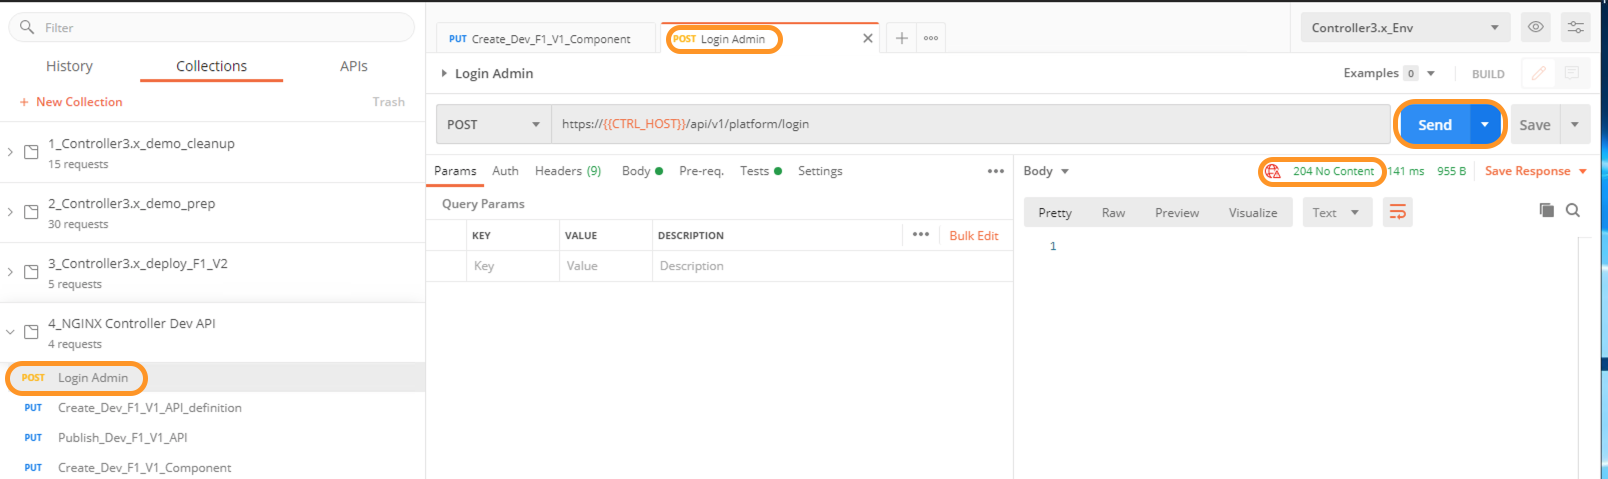 Filter
History Collections APIs
+ New Collection Trash
1_Controller3.x_demo_cleanup
15 requests
2_Controller3.x_demo_prep
30 requests
3_Controller3.x_deploy_F1_V2
5 requests
4_NGINX Controller Dev API
4 requests
POST Login Admin
PUT Create_Dev_F1_V1_API_definition
PUT Publish_Dev_F1_V1_API
PUT Create_Dev_F1_V1_Component
PUT Create_Dev_F1_V1_Component POST Login Admin Controller3.x_Env
Login Admin Examples 0 BUILD
POST https://{{CTRL_HOST}}/api/v1/platform/login Send Save
Params Auth Headers (9) Body Pre-req. Tests Settings
Query Params
KEY VALUE DESCRIPTION Bulk Edit
Key Value Description
Body 204 No Content 141 ms 955 B Save Response
Pretty Raw Preview Visualize Text
1